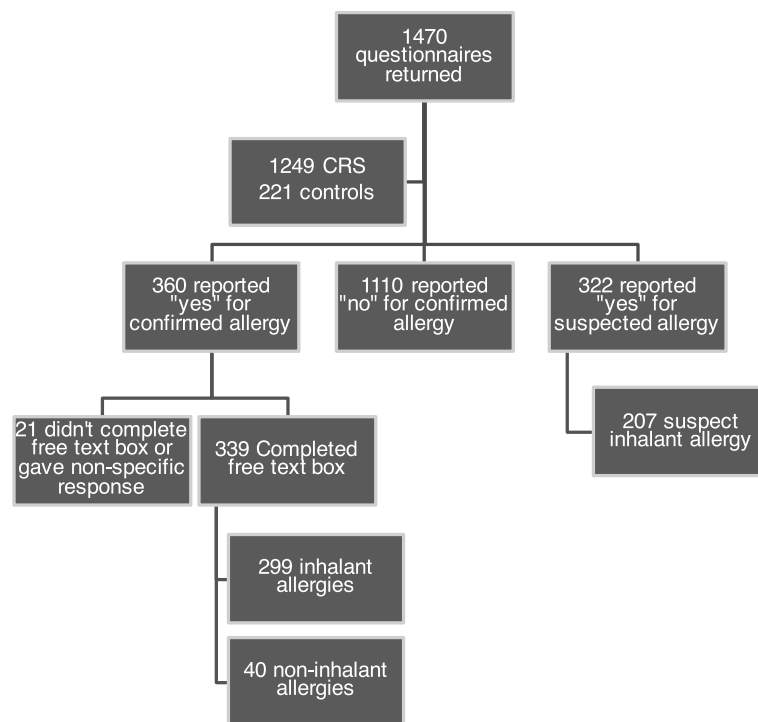 1470
questionnaires
returned
1249 CRS
221 controls
360 reported
"yes" for
confirmed allergy
1110 reported
"no" for confirmed
allergy
322 reported
"yes" for
suspected allergy
21 didn't complete
free text box or
gave non-specific
response
339 Completed
free text box
207 suspect
inhalant allergy
299 inhalant
allergies
40 non-inhalant
allergies